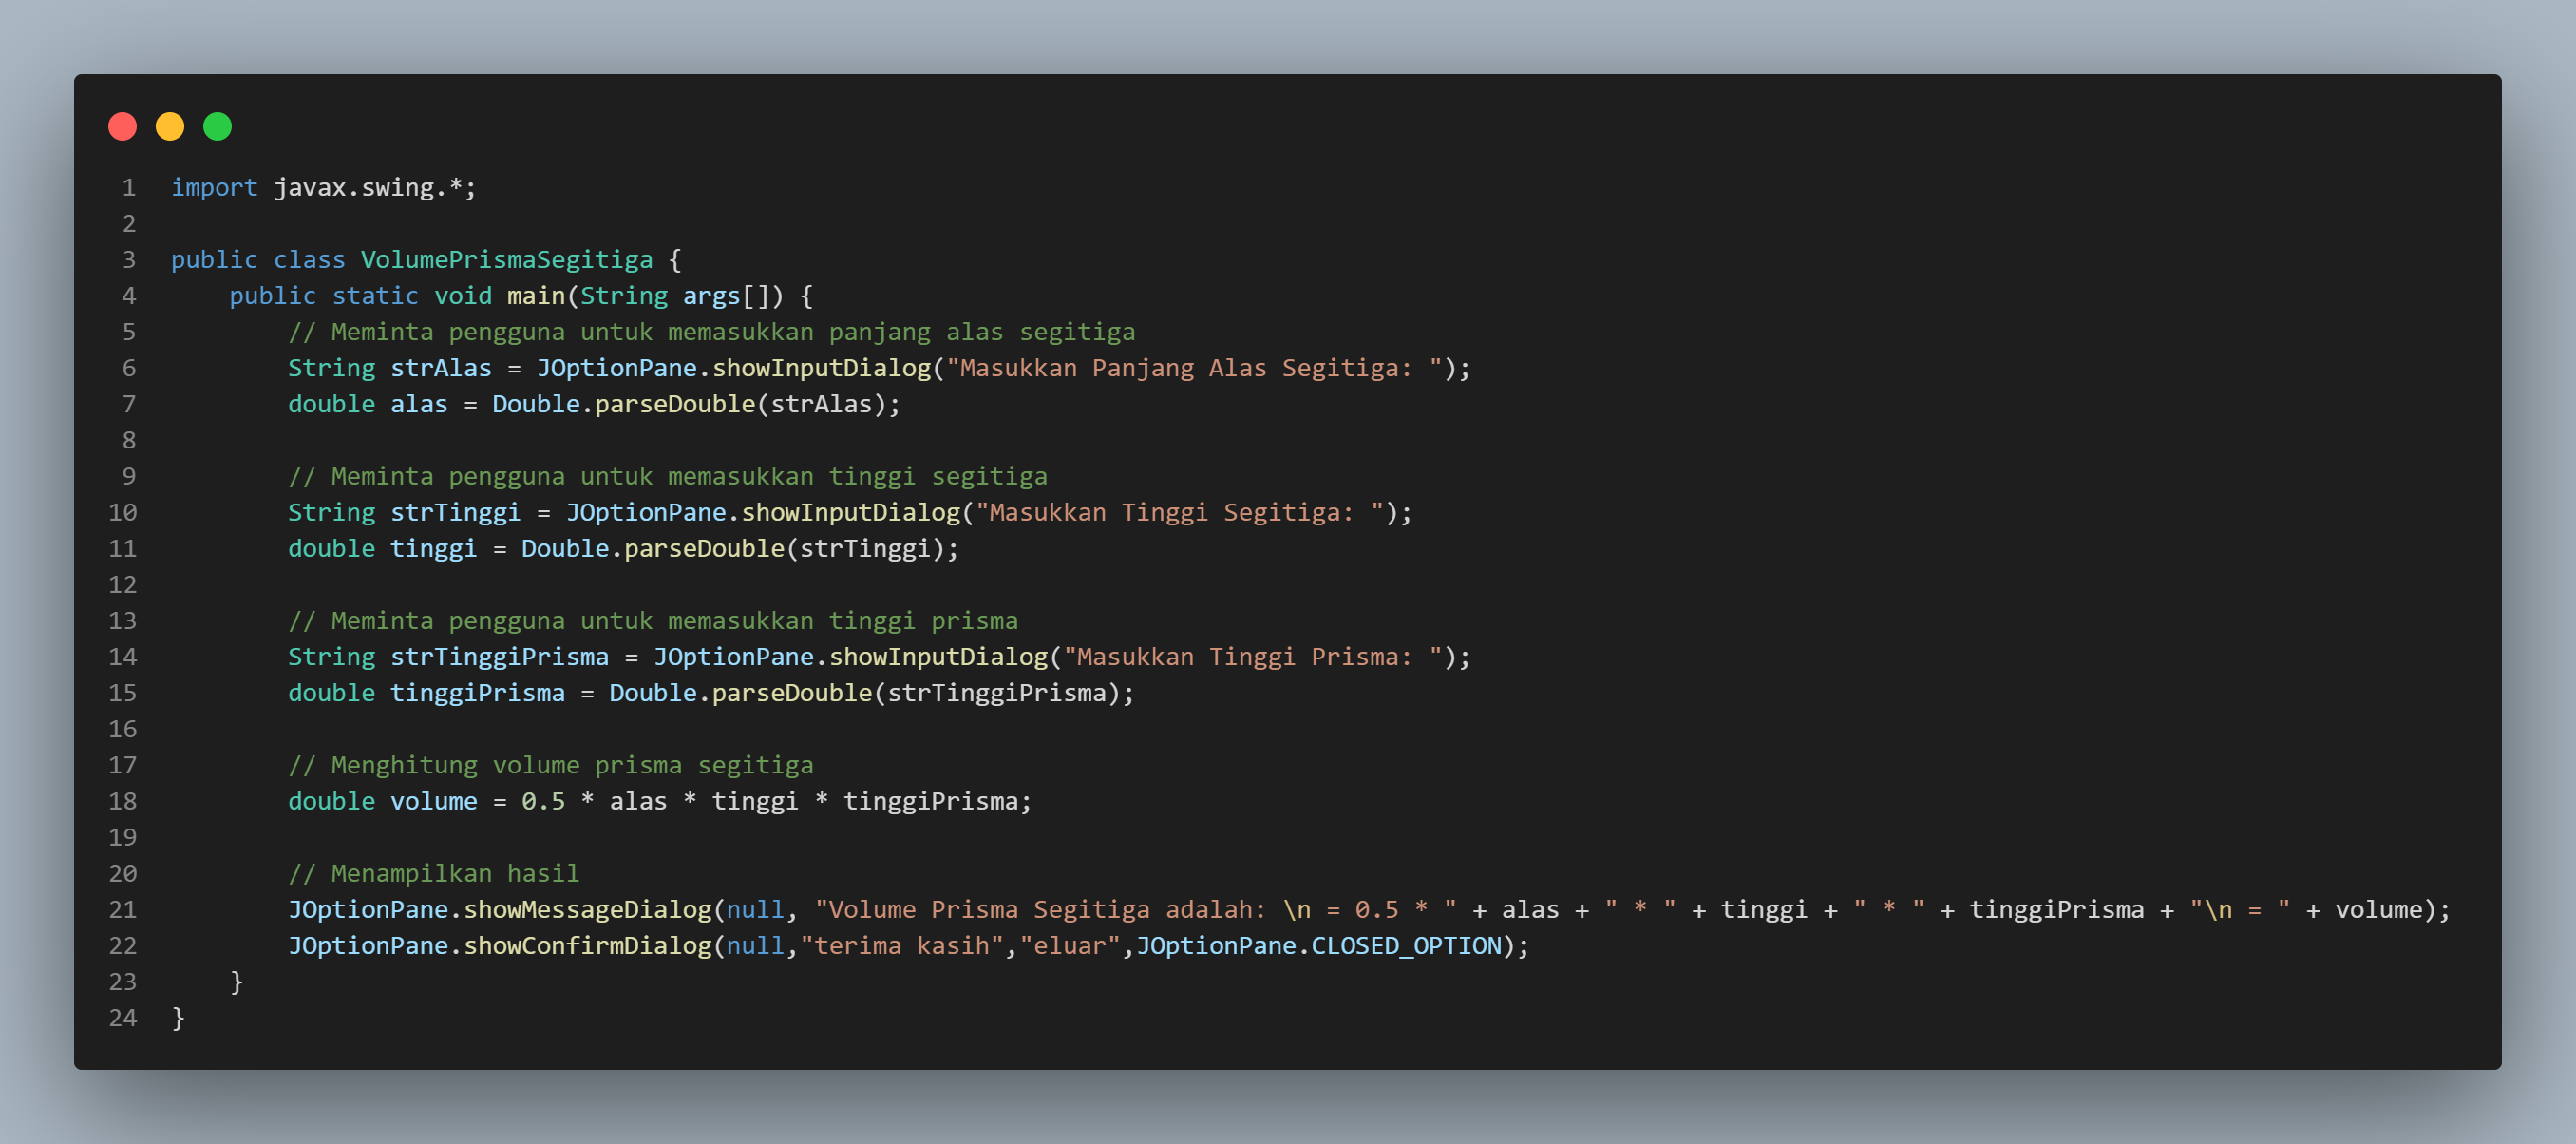 1 import javax.swing.*;
2
3 public class VolumePrismaSegitiga {
4     public static void main(String args[]) {
5         // Meminta pengguna untuk memasukkan panjang alas segitiga
6         String strAlas = JOptionPane.showInputDialog("Masukkan Panjang Alas Segitiga: ");
7         double alas = Double.parseDouble(strAlas);
8
9         // Meminta pengguna untuk memasukkan tinggi segitiga
10         String strTinggi = JOptionPane.showInputDialog("Masukkan Tinggi Segitiga: ");
11         double tinggi = Double.parseDouble(strTinggi);
12
13         // Meminta pengguna untuk memasukkan tinggi prisma
14         String strTinggiPrisma = JOptionPane.showInputDialog("Masukkan Tinggi Prisma: ");
15         double tinggiPrisma = Double.parseDouble(strTinggiPrisma);
16
17         // Menghitung volume prisma segitiga
18         double volume = 0.5 * alas * tinggi * tinggiPrisma;
19
20         // Menampilkan hasil
21         JOptionPane.showMessageDialog(null, "Volume Prisma Segitiga adalah: \n = 0.5 * " + alas + " * " + tinggi + " * " + tinggiPrisma + "\n = " + volume);
22         JOptionPane.showConfirmDialog(null,"terima kasih","eluar",JOptionPane.CLOSED_OPTION);
23     }
24 }